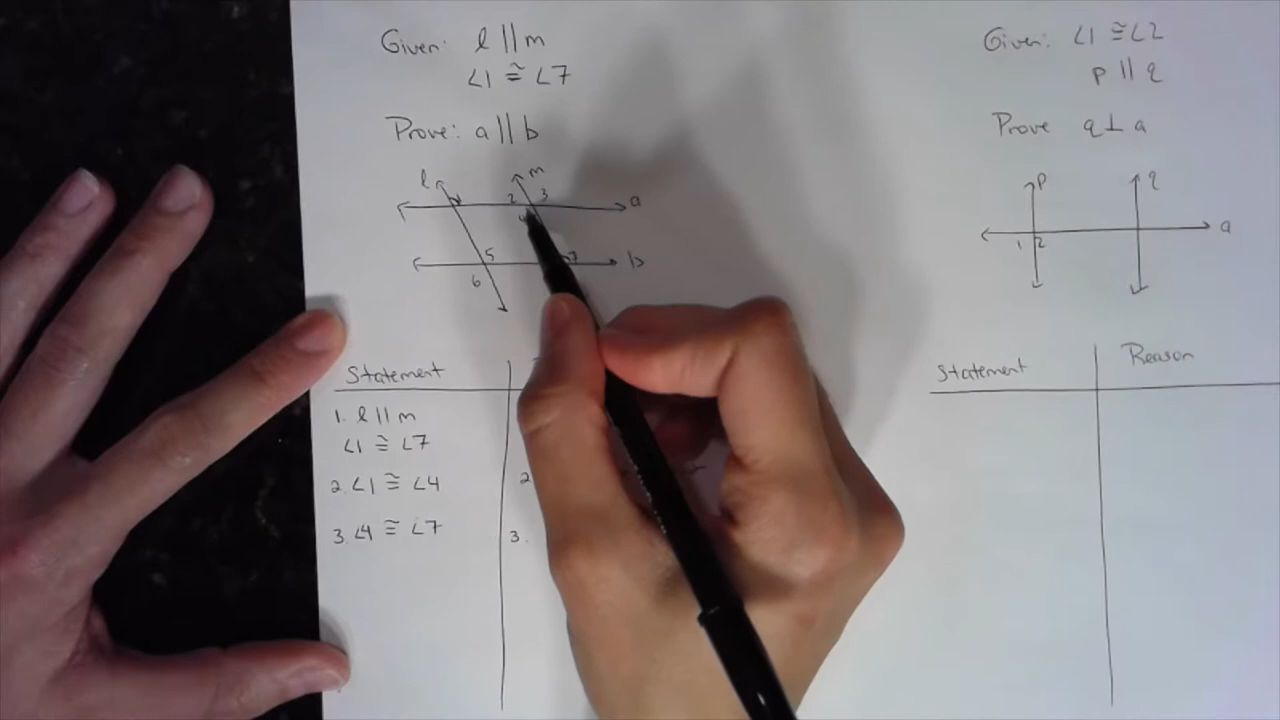 Given: l || m
∠1 ≅ ∠7
Prove: a || b
l
m
2
3
a
5
7
b
6
Statement
1. l || m
∠1 ≅ ∠7
2. ∠1 ≅ ∠4
2
3. ∠4 ≅ ∠7
3.
Given: ∠1 ≅ ∠2
p || q
Prove q ⊥ a
p
q
a
1
2
Statement
Reason